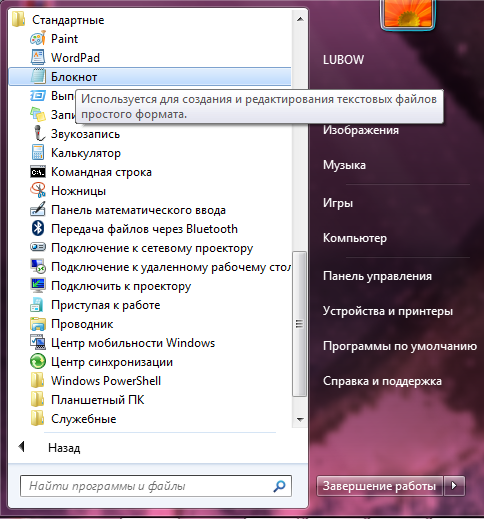 Стандартные
Paint
WordPad
Блокнот
Вып
Используется для создания и редактирования текстовых файлов
простого формата.
Запи
Звукозапись
Калькулятор
Командная строка
Ножницы
Панель математического ввода
Передача файлов через Bluetooth
Подключение к сетевому проектору
Подключение к удаленному рабочему стол
Подключить к проектору
Приступая к работе
Проводник
Центр мобильности Windows
Центр синхронизации
Windows PowerShell
Планшетный ПК
Служебные
Назад
Найти программы и файлы
LUBOW
Изображения
Музыка
Игры
Компьютер
Панель управления
Устройства и принтеры
Программы по умолчанию
Справка и поддержка
Завершение работы